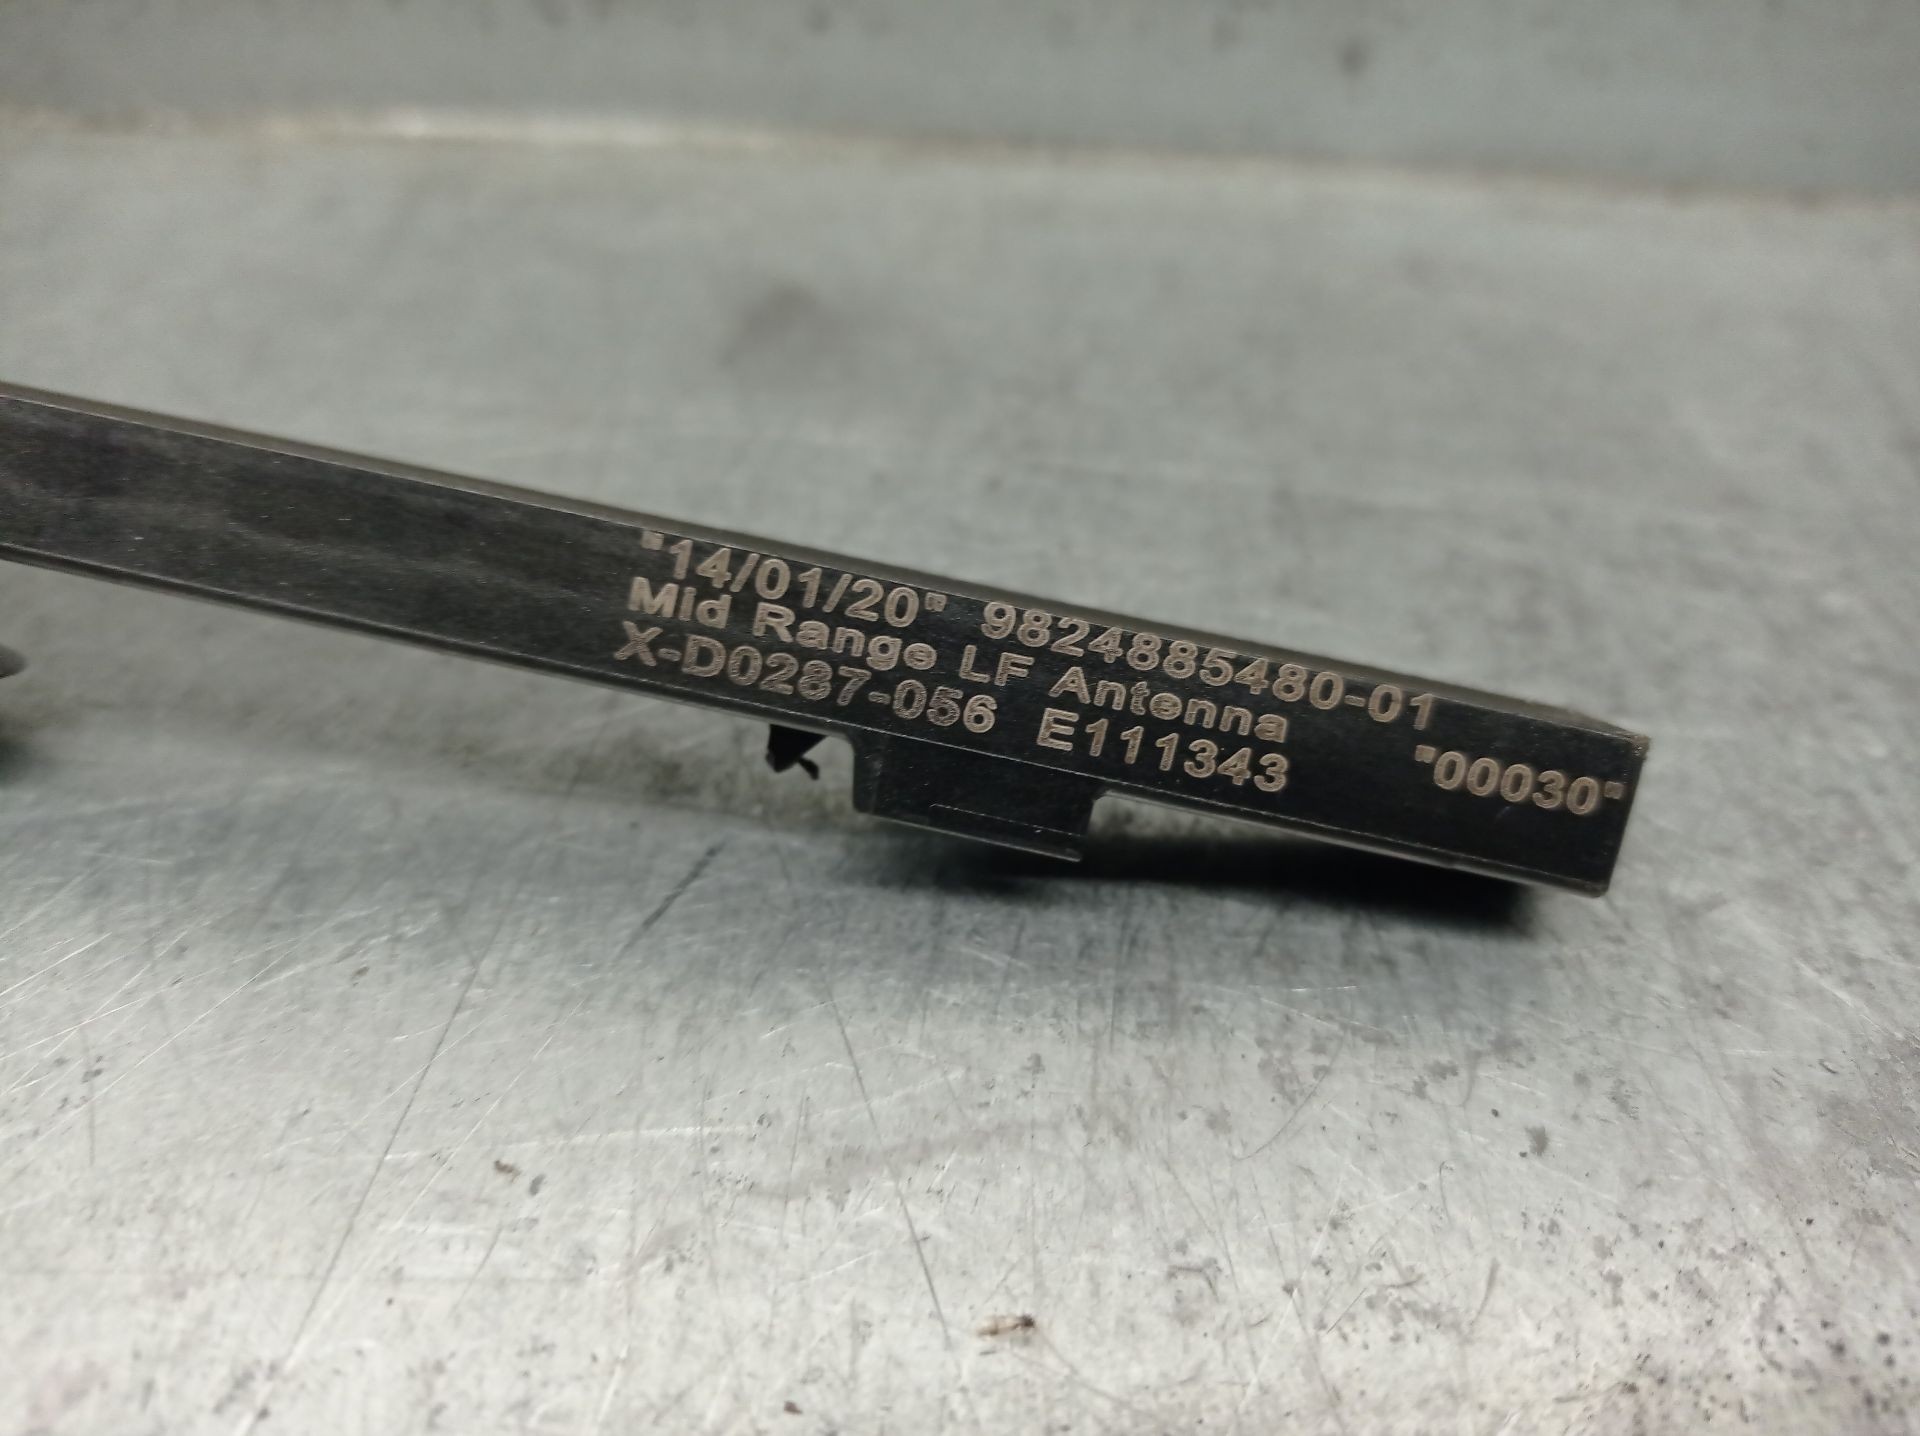 "14/01/20" 9824885480-01
Mid Range LF Antenna
X-D0287-056 E111343 "00030"